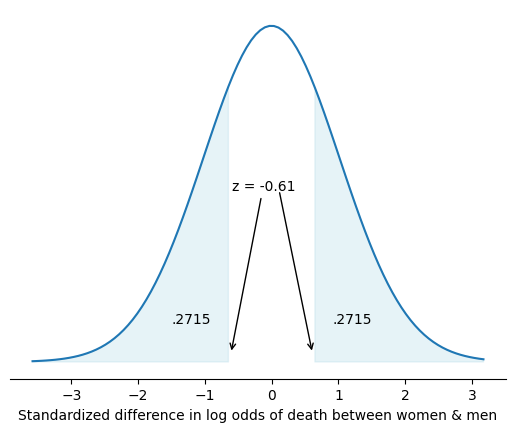 z = -0.61
.2715 .2715
−3 −2 −1 0 1 2 3
Standardized difference in log odds of death between women & men